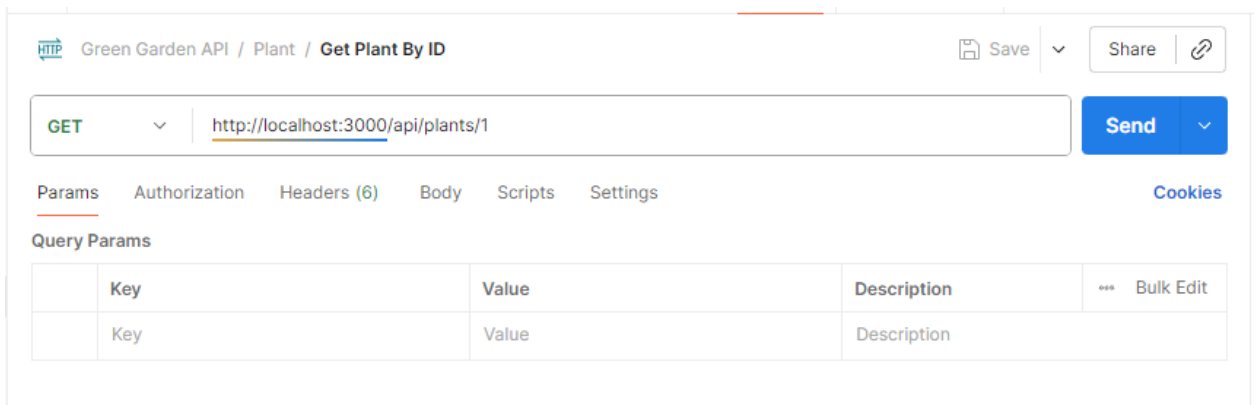 HTTP Green Garden API / Plant / Get Plant By ID Save Share
GET http://localhost:3000/api/plants/1 Send
Params Authorization Headers (6) Body Scripts Settings Cookies
Query Params
Key Value Description Bulk Edit
Key Value Description